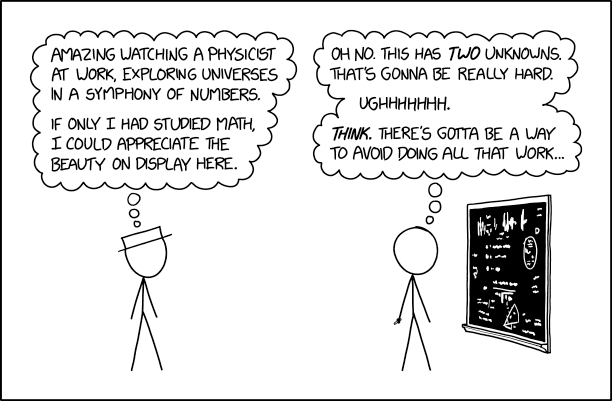 AMAZING WATCHING A PHYSICIST
AT WORK, EXPLORING UNIVERSES
IN A SYMPHONY OF NUMBERS.
IF ONLY I HAD STUDIED MATH,
I COULD APPRECIATE THE
BEAUTY ON DISPLAY HERE.
OH NO. THIS HAS TWO UNKNOWNS.
THAT'S GONNA BE REALLY HARD.
UGHHHHHHH.
THINK. THERE'S GOTTA BE A WAY
TO AVOID DOING ALL THAT WORK...